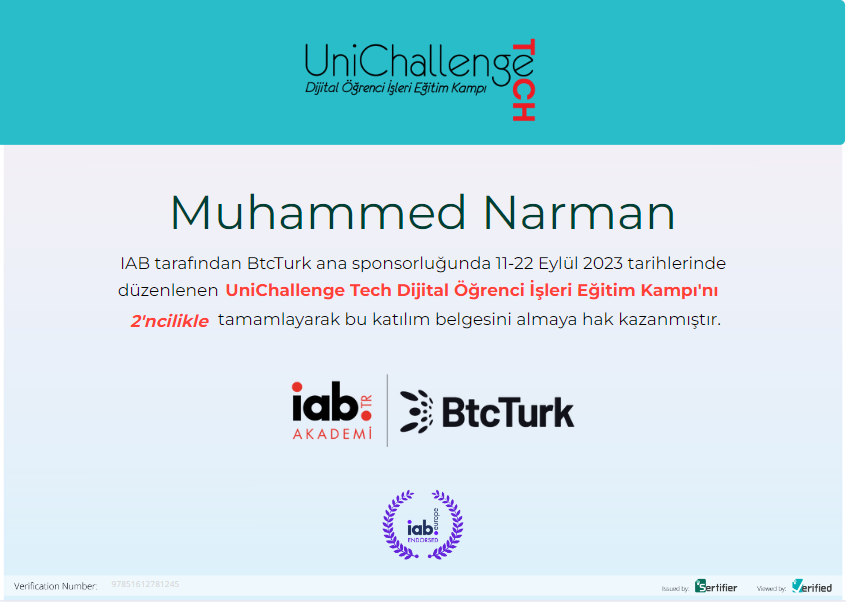 UniChallenge TECH
Dijital Öğrenci İşleri Eğitim Kampı
Muhammed Narman
IAB tarafından BtcTurk ana sponsorluğunda 11-22 Eylül 2023 tarihlerinde
düzenlenen UniChallenge Tech Dijital Öğrenci İşleri Eğitim Kampı'nı
2'ncilikle tamamlayarak bu katılım belgesini almaya hak kazanmıştır.
iab.TR
AKADEMİ
BtcTurk
iab.europe
ENDORSED
Verification Number: 97851612781245
Issued by: Sertifier Viewed by: Verified